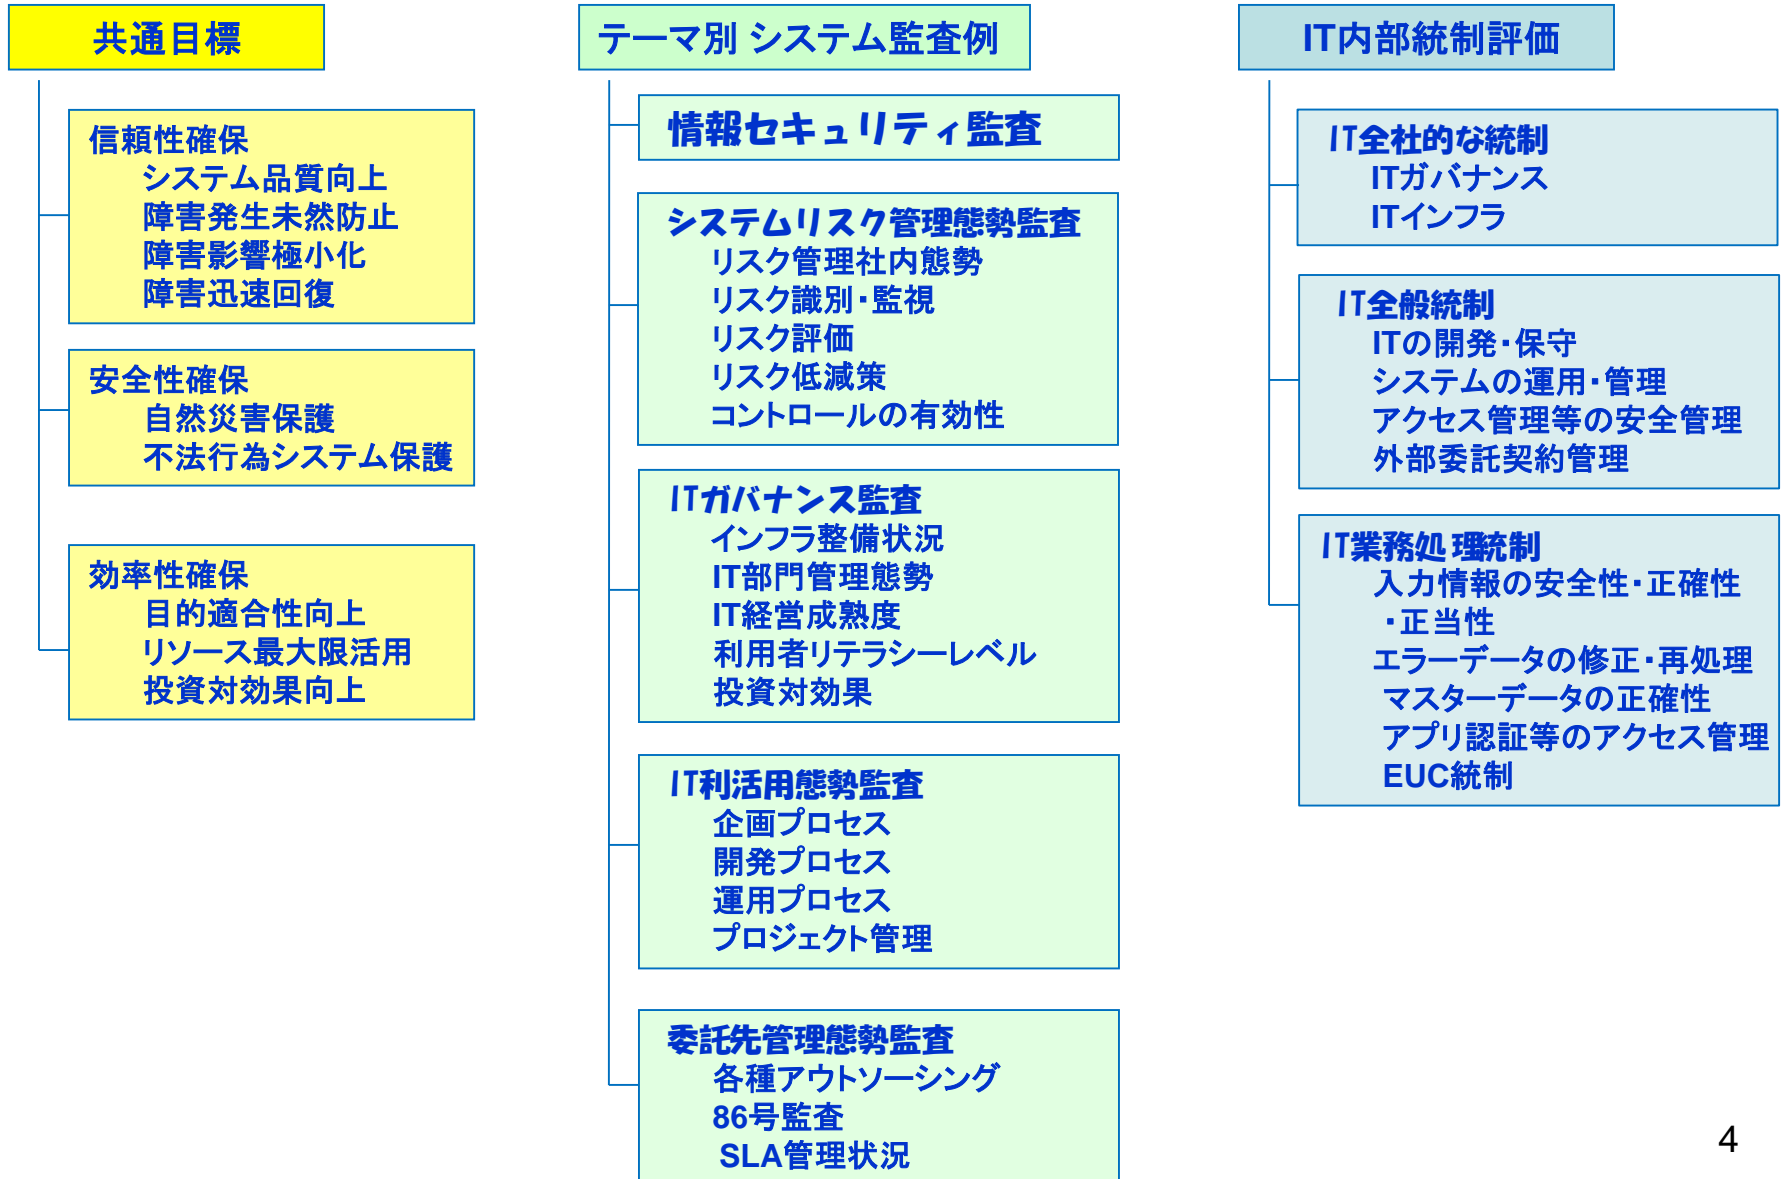 共通目標
信頼性確保
システム品質向上
障害発生未然防止
障害影響極小化
障害迅速回復
安全性確保
自然災害保護
不法行為システム保護
効率性確保
目的適合性向上
リソース最大限活用
投資対効果向上
テーマ別 システム監査例
情報セキュリティ監査
システムリスク管理態勢監査
リスク管理社内態勢
リスク識別・監視
リスク評価
リスク低減策
コントロールの有効性
ITガバナンス監査
インフラ整備状況
IT部門管理態勢
IT経営成熟度
利用者リテラシーレベル
投資対効果
IT利活用態勢監査
企画プロセス
開発プロセス
運用プロセス
プロジェクト管理
委託先管理態勢監査
各種アウトソーシング
86号監査
SLA管理状況
IT内部統制評価
IT全社的な統制
ITガバナンス
ITインフラ
IT全般統制
ITの開発・保守
システムの運用・管理
アクセス管理等の安全管理
外部委託契約管理
IT業務処理統制
入力情報の安全性・正確性
・正当性
エラーデータの修正・再処理
マスターデータの正確性
アプリ認証等のアクセス管理
EUC統制
4